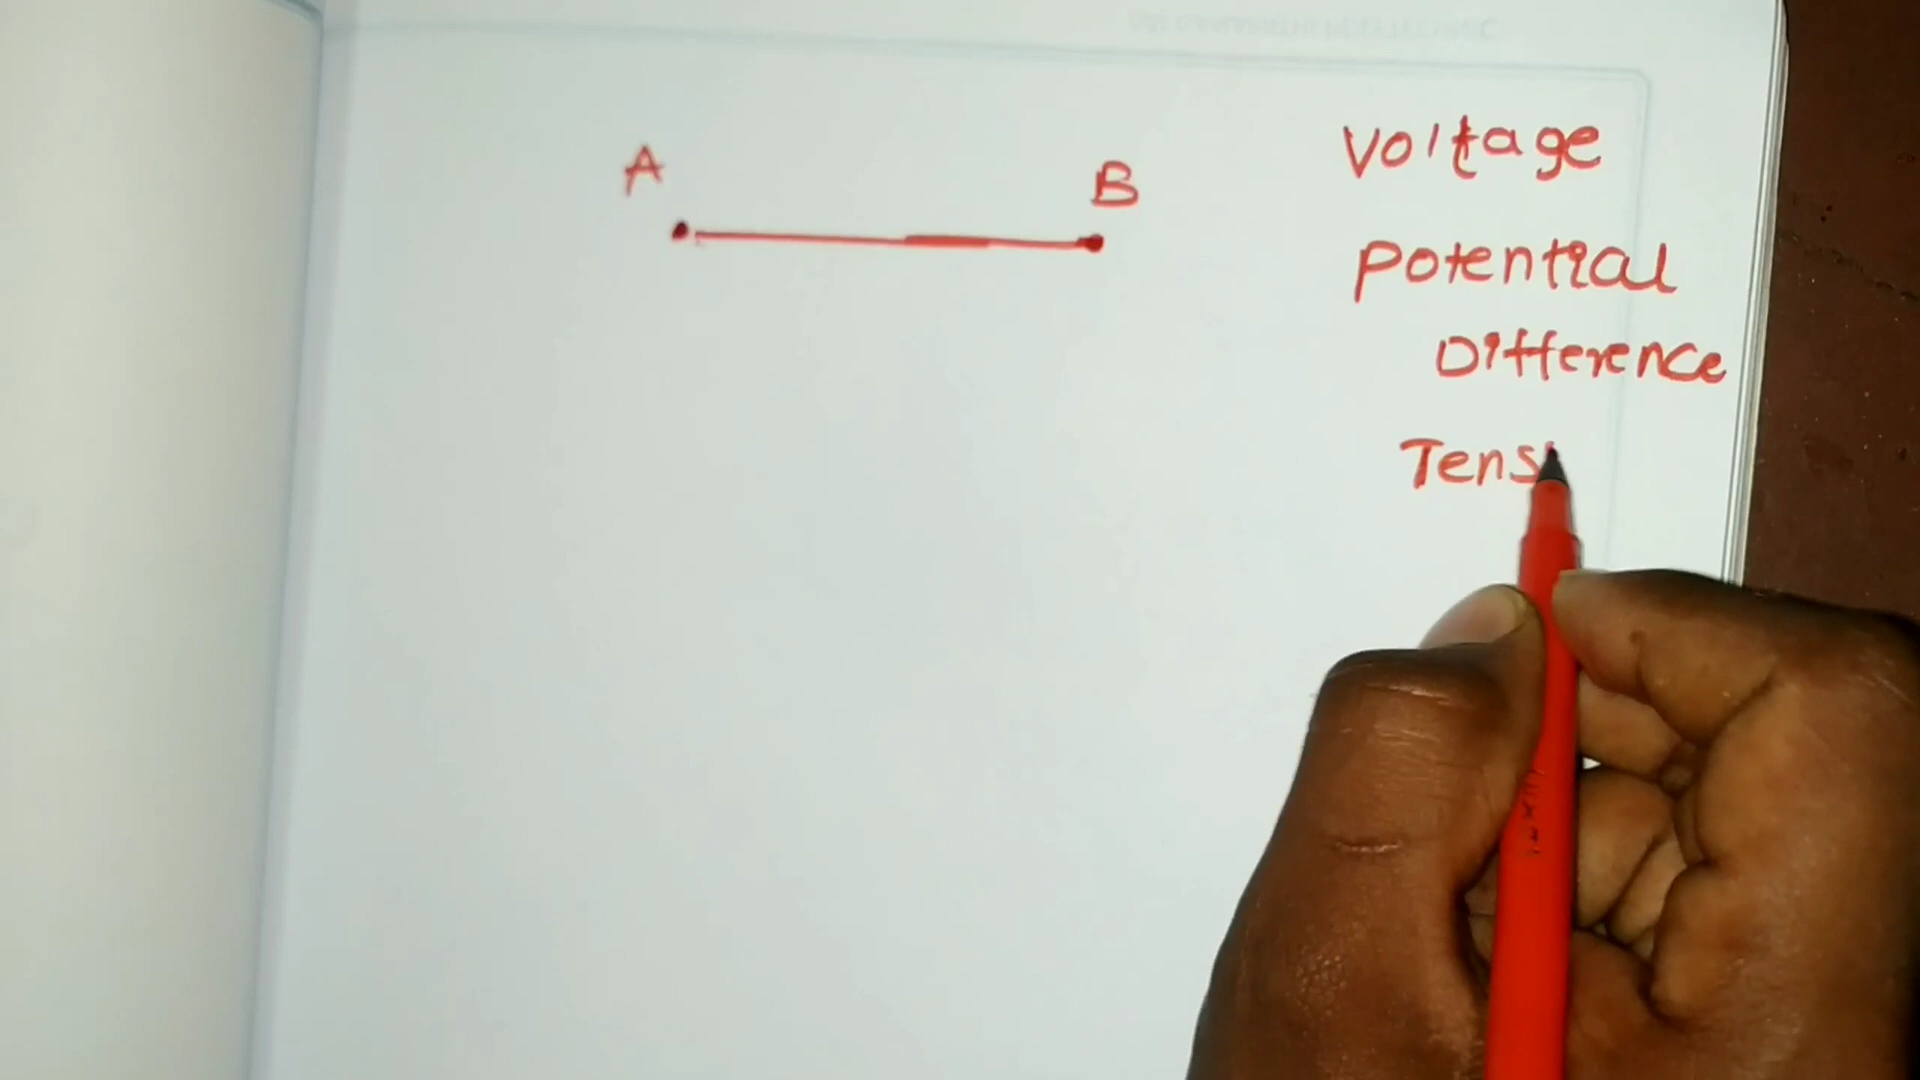 A
B
Voltage
Potential
Difference
Tens